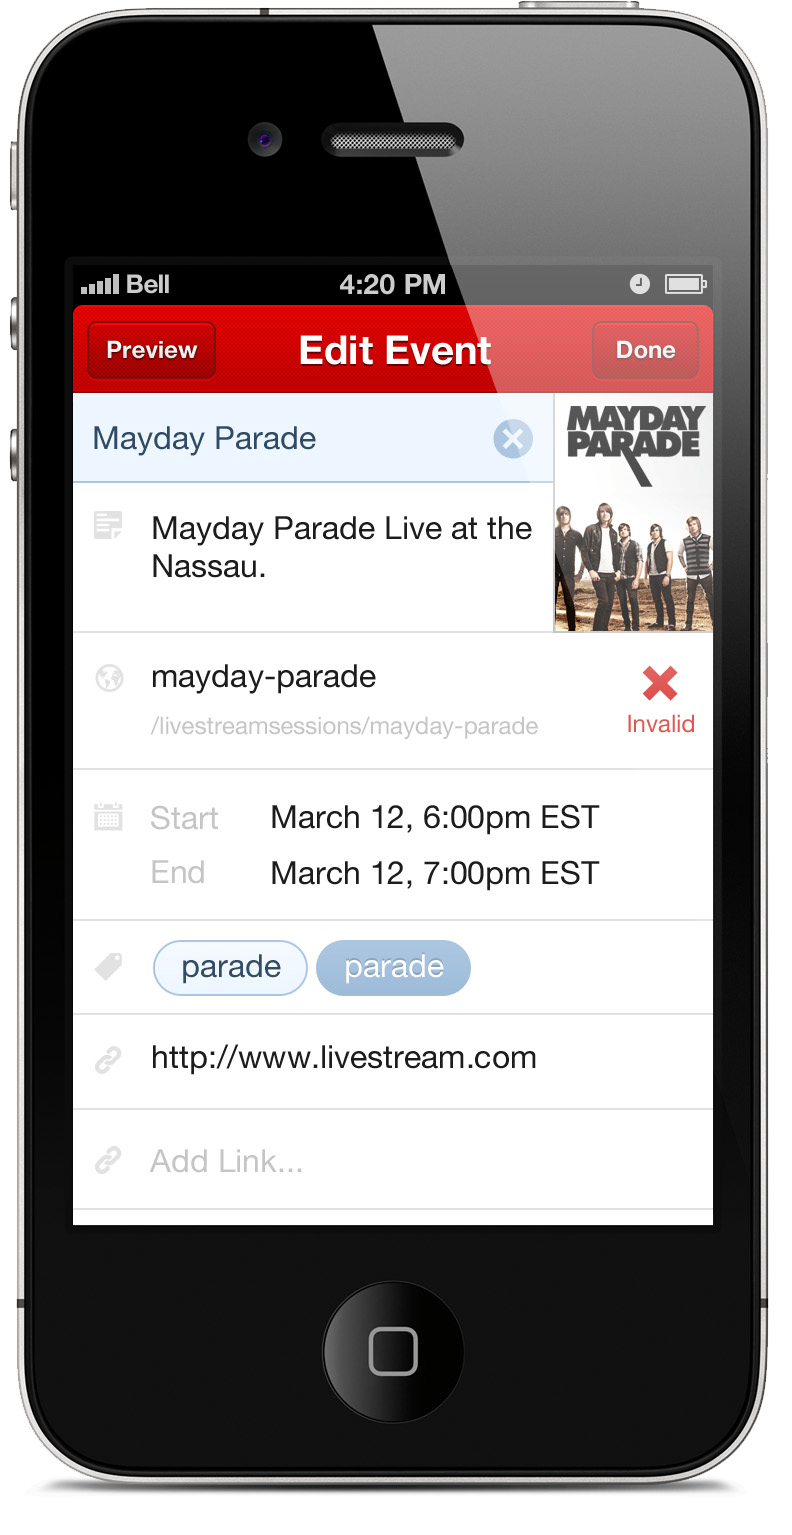 Bell 4:20 PM
Preview Edit Event Done
Mayday Parade
MAYDAY
PARADE
Mayday Parade Live at the
Nassau.
mayday-parade
/livestreamsessions/mayday-parade
Invalid
Start March 12, 6:00pm EST
End March 12, 7:00pm EST
parade parade
http://www.livestream.com
Add Link...